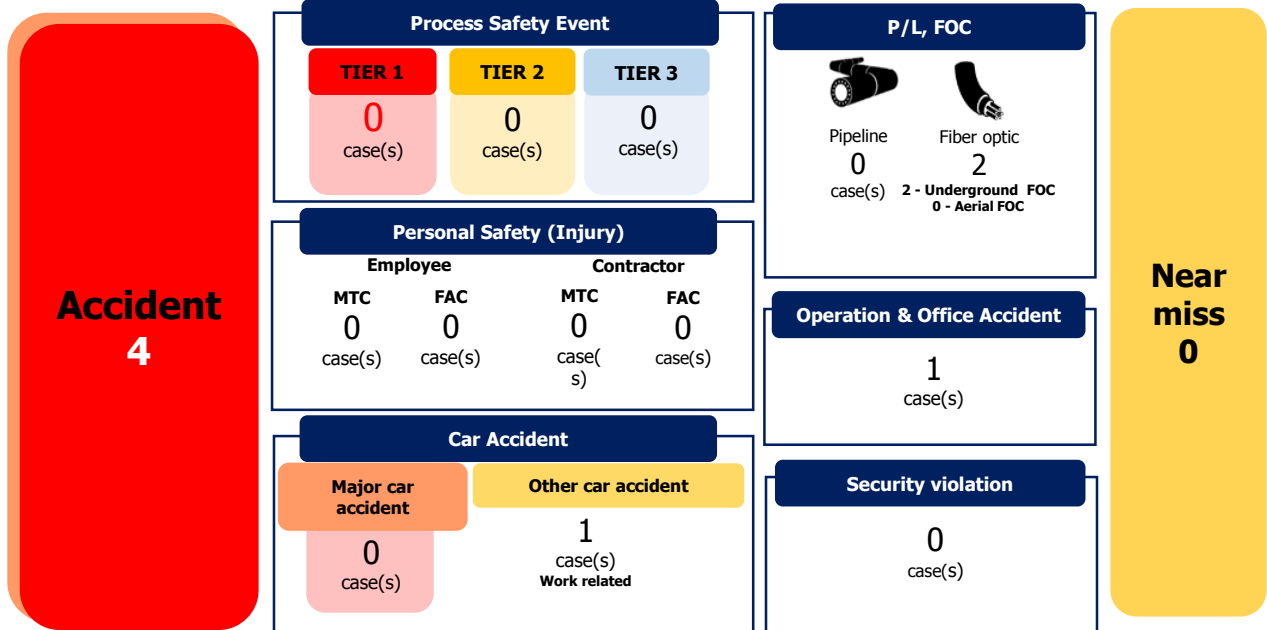 Accident
4
Process Safety Event
TIER 1
0
case(s)
TIER 2
0
case(s)
TIER 3
0
case(s)
Personal Safety (Injury)
Employee
MTC
0
case(s)
FAC
0
case(s)
Contractor
MTC
0
case(
s)
FAC
0
case(s)
Car Accident
Major car
accident
0
case(s)
Other car accident
1
case(s)
Work related
P/L, FOC
Pipeline
0
case(s)
Fiber optic
2
2 - Underground FOC
0 - Aerial FOC
Operation & Office Accident
1
case(s)
Security violation
0
case(s)
Near
miss
0